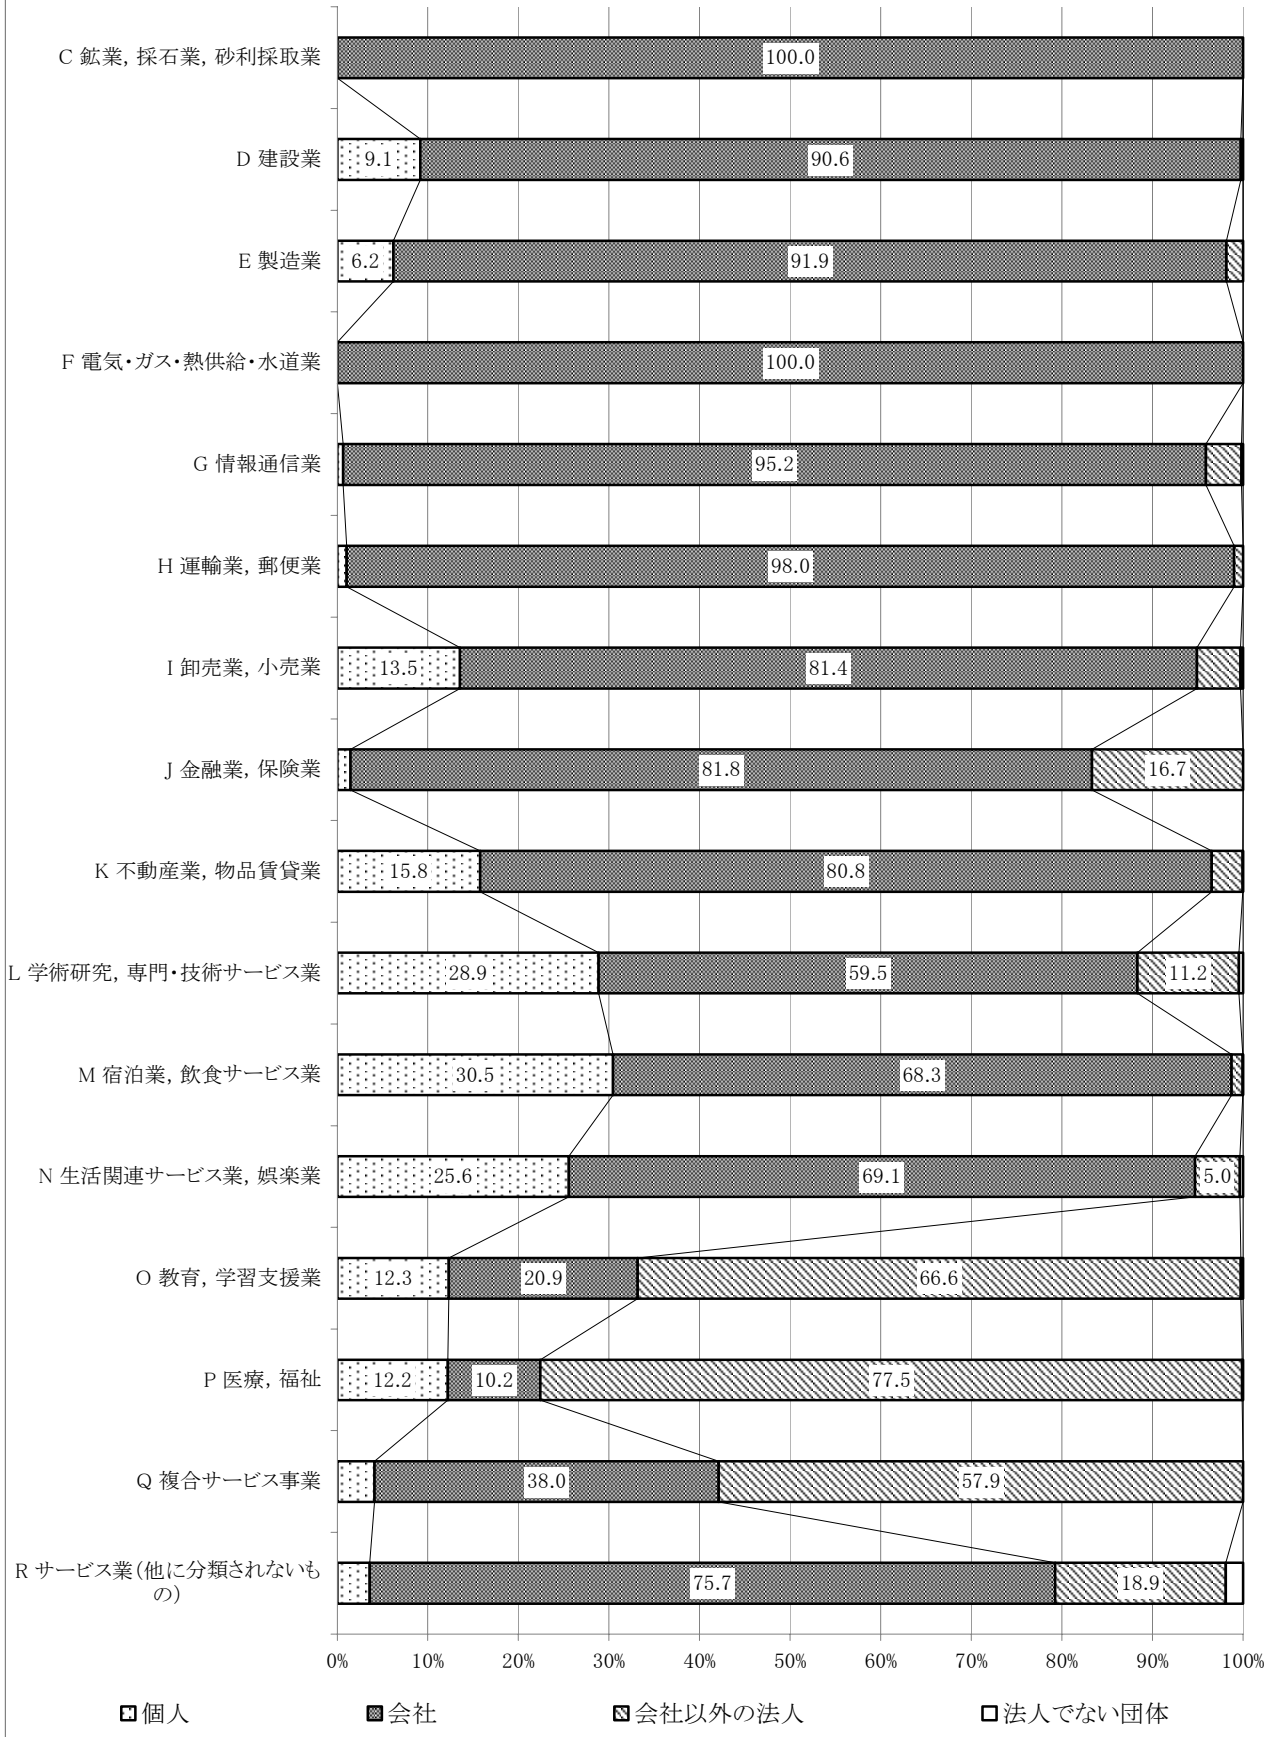 C 鉱業, 採石業, 砂利採取業
100.0
D 建設業
9.1
90.6
E 製造業
6.2
91.9
F 電気・ガス・熱供給・水道業
100.0
G 情報通信業
95.2
H 運輸業, 郵便業
98.0
I 卸売業, 小売業
13.5
81.4
J 金融業, 保険業
81.8
16.7
K 不動産業, 物品賃貸業
15.8
80.8
L 学術研究, 専門・技術サービス業
28.9
59.5
11.2
M 宿泊業, 飲食サービス業
30.5
68.3
N 生活関連サービス業, 娯楽業
25.6
69.1
5.0
O 教育, 学習支援業
12.3
20.9
66.6
P 医療, 福祉
12.2
10.2
77.5
Q 複合サービス事業
38.0
57.9
R サービス業(他に分類されないも
の)
75.7
18.9
0% 10% 20% 30% 40% 50% 60% 70% 80% 90% 100%
個人 会社 会社以外の法人 法人でない団体